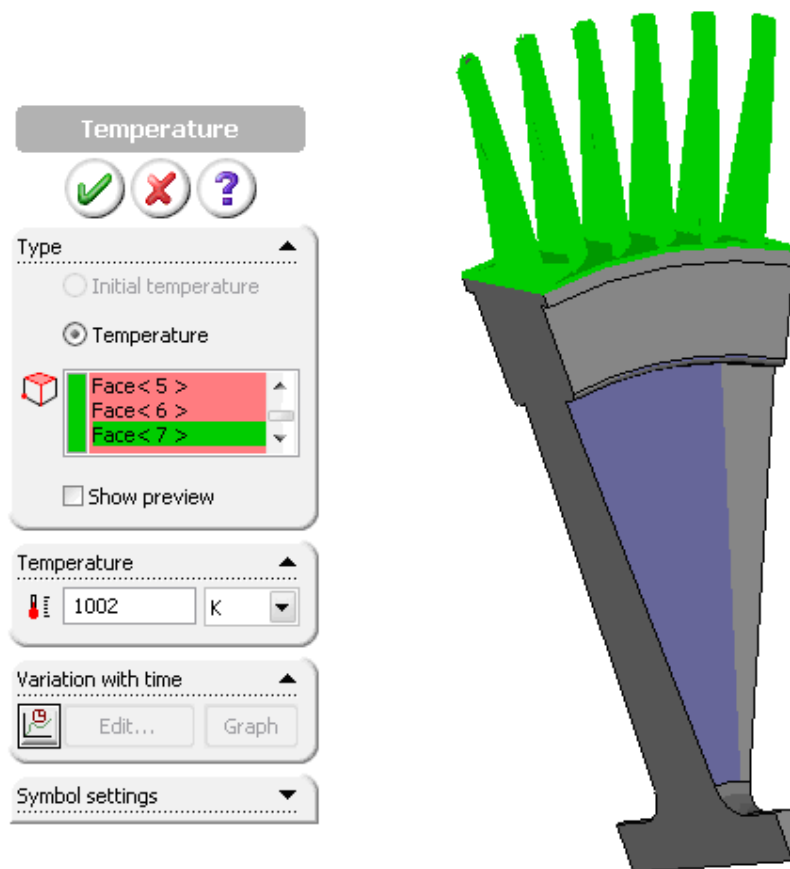 Temperature
?
Type
Initial temperature
Temperature
Face< 5 >
Face< 6 >
Face< 7 >
Show preview
Temperature
1002 K
Variation with time
Edit... Graph
Symbol settings